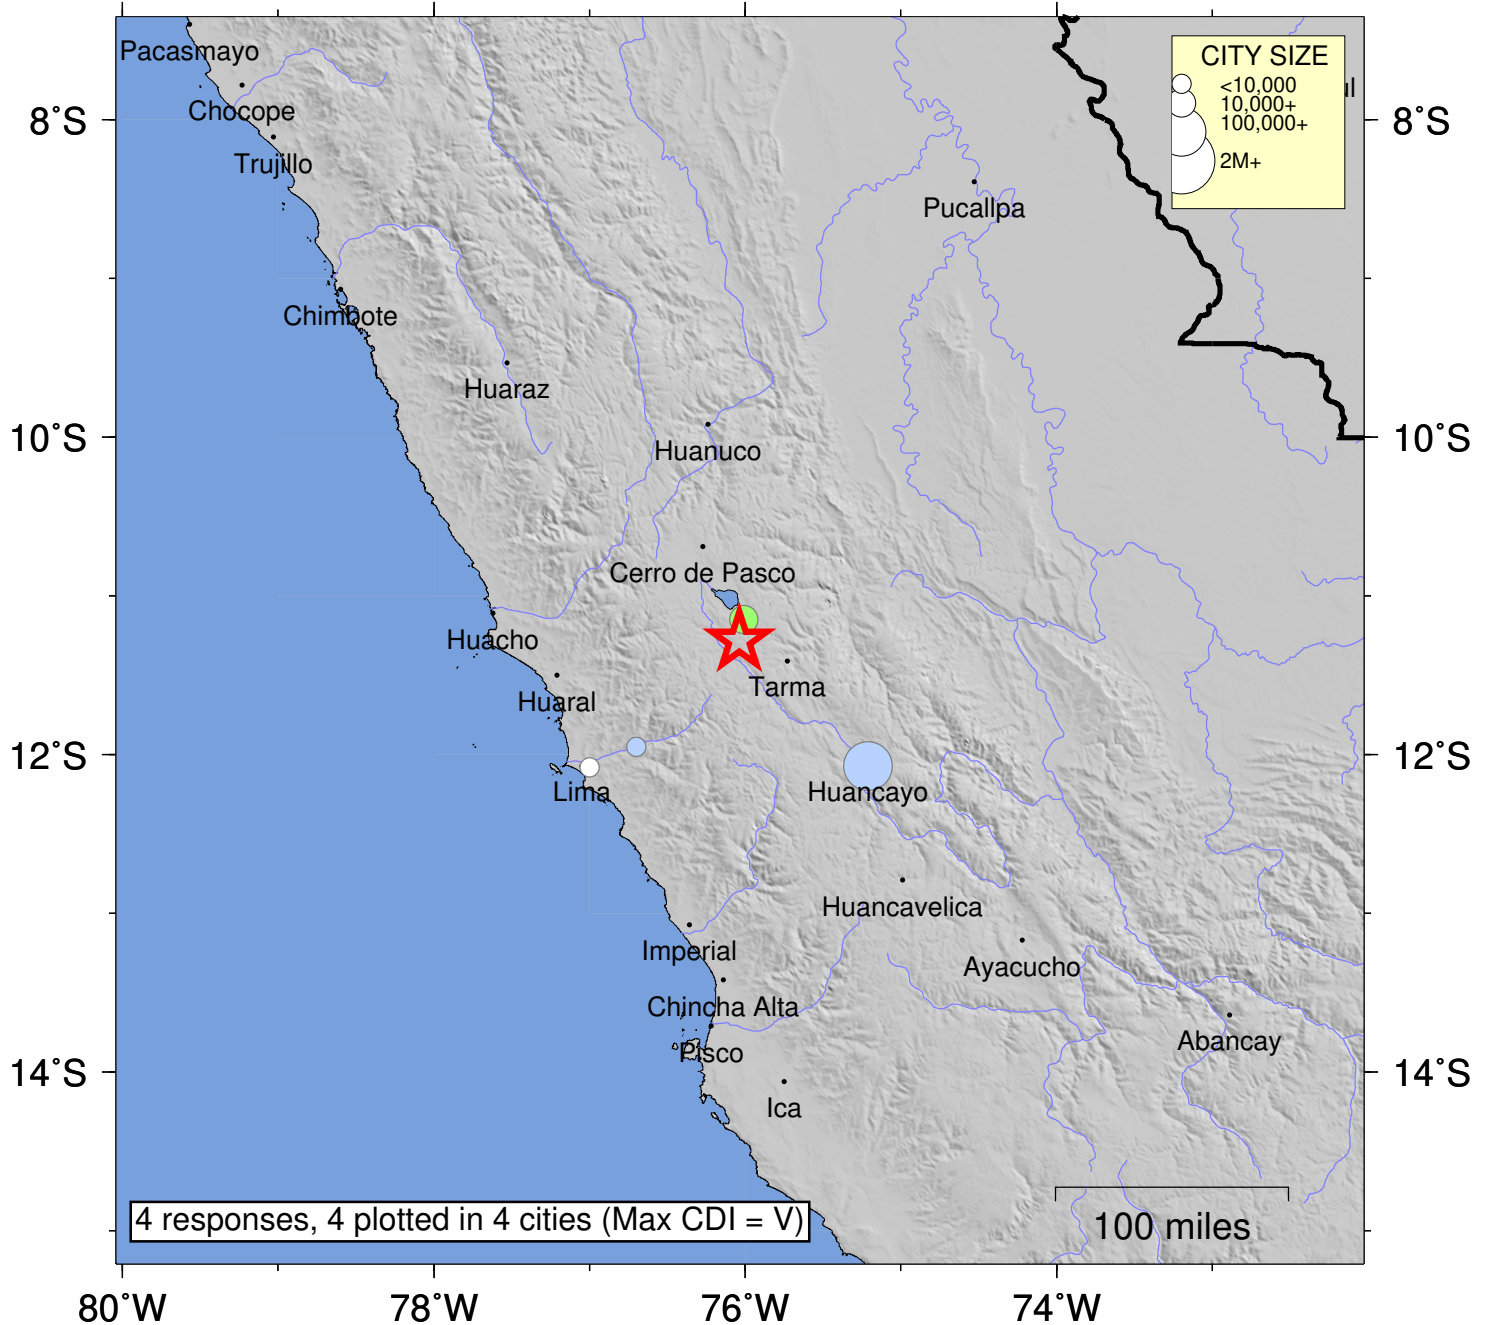 Pacasmayo
CITY SIZE
<10,000
10,000+
100,000+
2M+
ul
8˚S
8˚S
Chocope
Trujillo
Pucallpa
Chimbote
Huaraz
10˚S
10˚S
Huanuco
Cerro de Pasco
Huacho
Tarma
Huaral
12˚S
12˚S
Lima
Huancayo
Huancavelica
Imperial
Ayacucho
Chincha Alta
Abancay
Pisco
14˚S
14˚S
Ica
4 responses, 4 plotted in 4 cities (Max CDI = V)
100 miles
80˚W
78˚W
76˚W
74˚W